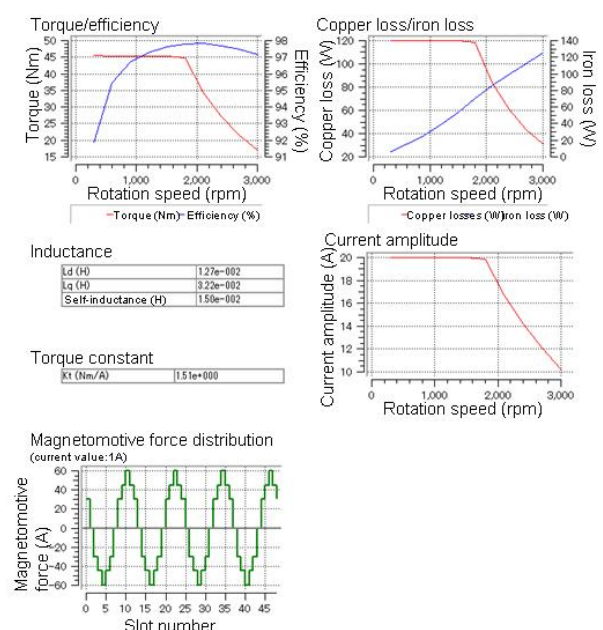 Torque/efficiency
Torque (Nm)
50
45
40
35
30
25
20
15
98
97
96
95
94
93
92
91
Efficiency (%)
0 1,000 2,000 3,000
Rotation speed (rpm)
Torque (Nm) Efficiency (%)
Copper loss/iron loss
Copper loss (W)
120
100
80
60
40
20
140
120
100
80
60
40
20
0
Iron loss (W)
0 1,000 2,000 3,000
Rotation speed (rpm)
Copper losses (W) Iron loss (W)
Inductance
Ld (H) 1.27e-002
Lq (H) 3.22e-002
Self-inductance (H) 1.50e-002
Torque constant
Kt (Nm/A) 1.51e+000
Current amplitude
Current amplitude (A)
20
18
16
14
12
10
0 1,000 2,000 3,000
Rotation speed (rpm)
Magnetomotive force distribution
(current value:1A)
Magnetomotive
force (A)
60
40
20
0
-20
-40
-60
0 5 10 15 20 25 30 35 40 45
Slot number